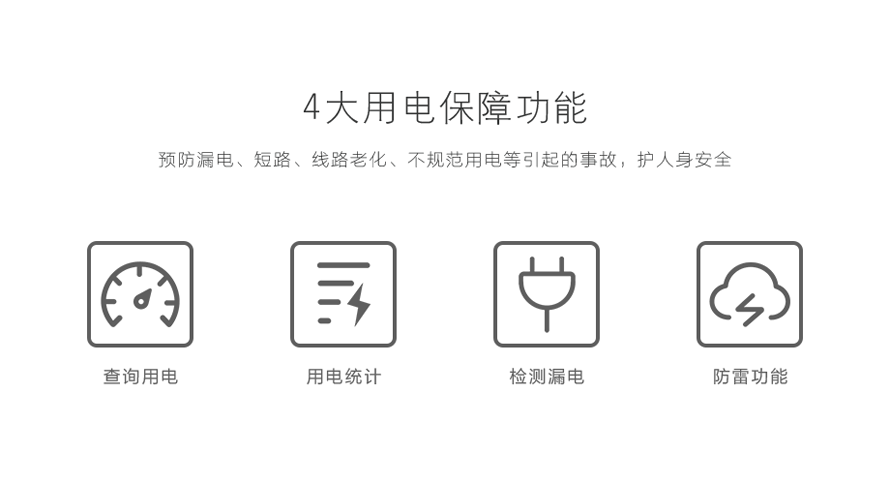 4大用电保障功能
预防漏电、短路、线路老化、不规范用电等引起的事故，护人身安全
查询用电
用电统计
检测漏电
防雷功能